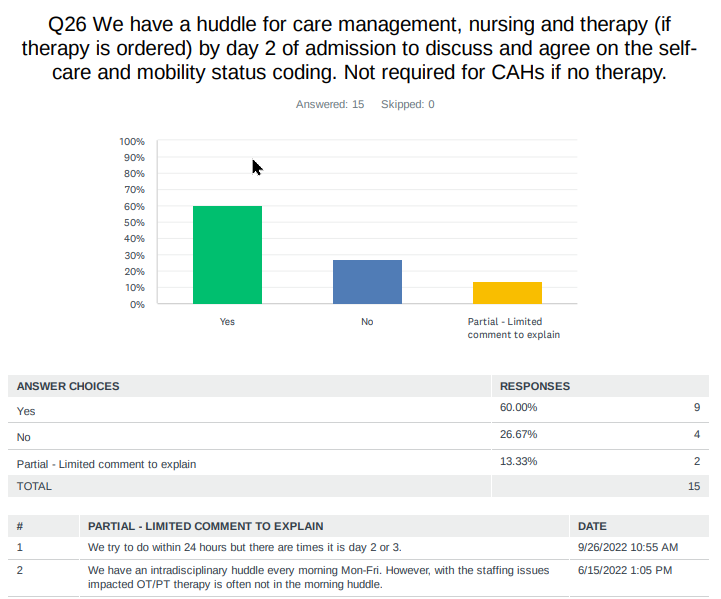 Q26 We have a huddle for care management, nursing and therapy (if
therapy is ordered) by day 2 of admission to discuss and agree on the self-
care and mobility status coding. Not required for CAHs if no therapy.
Answered: 15 Skipped: 0
100%
90%
80%
70%
60%
50%
40%
30%
20%
10%
0%
Yes
No
Partial - Limited
comment to explain
ANSWER CHOICES RESPONSES
Yes 60.00% 9
No 26.67% 4
Partial - Limited comment to explain 13.33% 2
TOTAL 15
# PARTIAL - LIMITED COMMENT TO EXPLAIN DATE
1 We try to do within 24 hours but there are times it is day 2 or 3. 9/26/2022 10:55 AM
2 We have an intradisciplinary huddle every morning Mon-Fri. However, with the staffing issues 6/15/2022 1:05 PM
impacted OT/PT therapy is often not in the morning huddle.